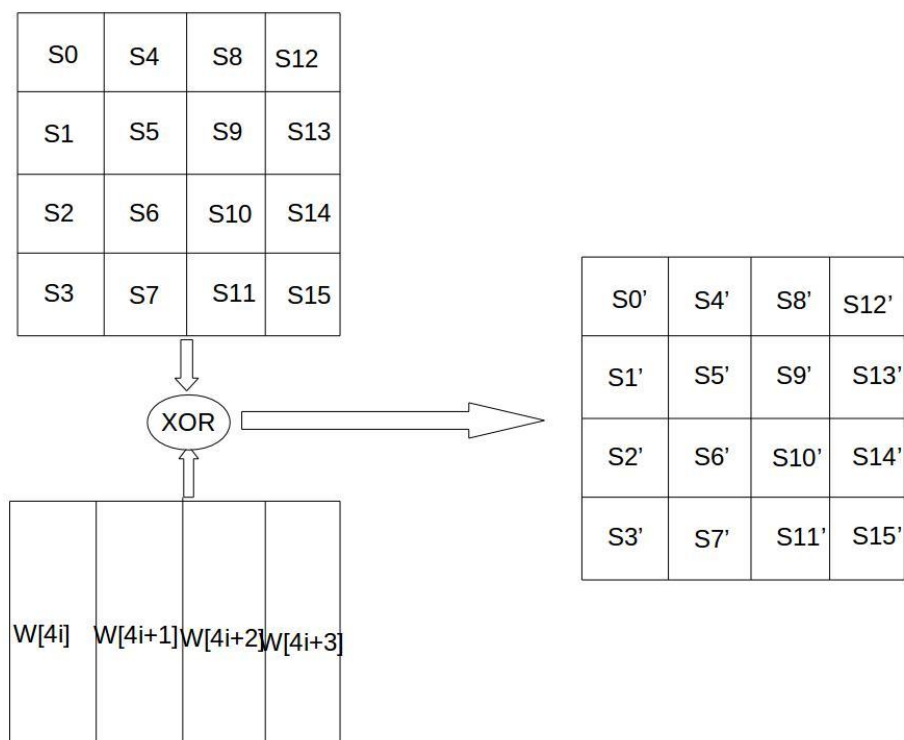 S0 S4 S8 S12
S1 S5 S9 S13
S2 S6 S10 S14
S3 S7 S11 S15
XOR
W[4i] W[4i+1] W[4i+2] W[4i+3]
S0’ S4’ S8’ S12’
S1’ S5’ S9’ S13’
S2’ S6’ S10’ S14’
S3’ S7’ S11’ S15’